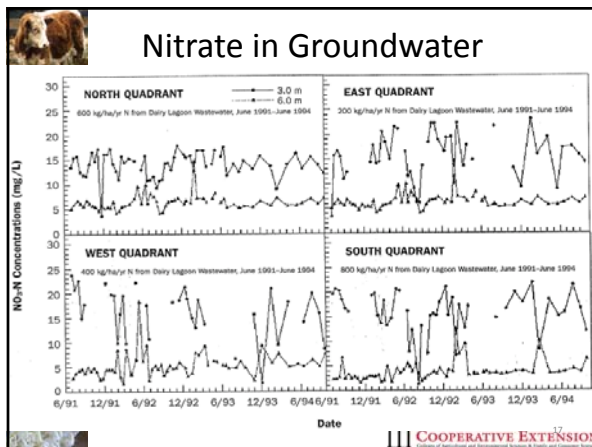 Nitrate in Groundwater
NORTH QUADRANT
3.0 m
6.0 m
600 kg/ha/yr N from Dairy Lagoon Wastewater, June 1991–June 1994
EAST QUADRANT
200 kg/ha/yr N from Dairy Lagoon Wastewater, June 1991–June 1994
30
25
20
15
10
5
0
NO₃-N Concentrations (mg/L)
WEST QUADRANT
400 kg/ha/yr N from Dairy Lagoon Wastewater, June 1991–June 1994
SOUTH QUADRANT
800 kg/ha/yr N from Dairy Lagoon Wastewater, June 1991–June 1994
30
25
20
15
10
5
0
6/91 12/91 6/92 12/92 6/93 12/93 6/94 6/91 12/91 6/92 12/92 6/93 12/93 6/94
Date
17
COOPERATIVE EXTENSION